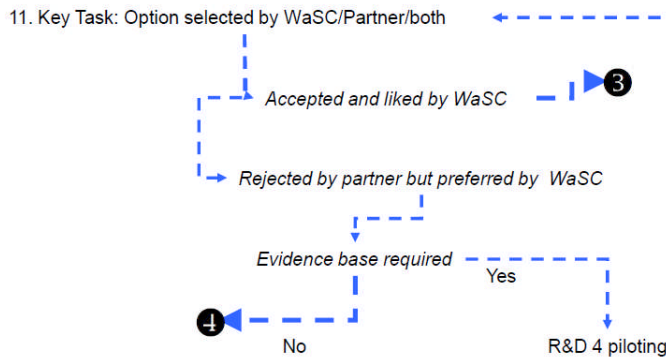 11. Key Task: Option selected by WaSC/Partner/both
Accepted and liked by WaSC
3
Rejected by partner but preferred by WaSC
Evidence base required
Yes
4
No
R&D 4 piloting